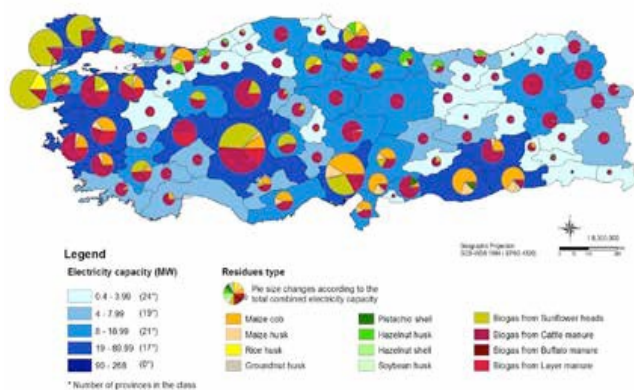 Legend
Electricity capacity (MW)
0.4 - 3.99 (24*)
4 - 7.99 (19*)
8 - 18.99 (21*)
19 - 89.99 (17*)
90 - 268 (0*)
* Number of provinces in the class
Residues type
Pie size changes according to the
total combined electricity capacity
Maize cob
Maize husk
Rice husk
Groundnut husk
Pistachio shell
Hazelnut husk
Hazelnut shell
Soybean husk
Biogas from Sunflower heads
Biogas from Cattle manure
Biogas from Buffalo manure
Biogas from Layer manure
Geographic Projection